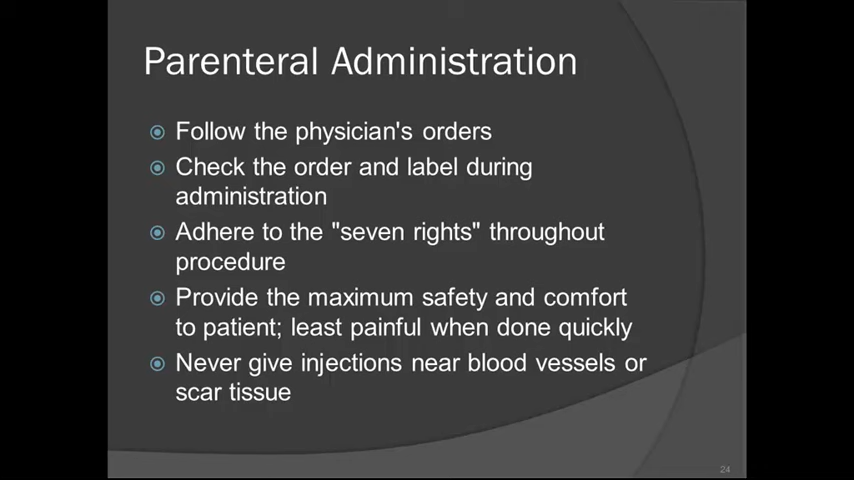 Parenteral Administration
Follow the physician's orders
Check the order and label during
administration
Adhere to the "seven rights" throughout
procedure
Provide the maximum safety and comfort
to patient; least painful when done quickly
Never give injections near blood vessels or
scar tissue
24